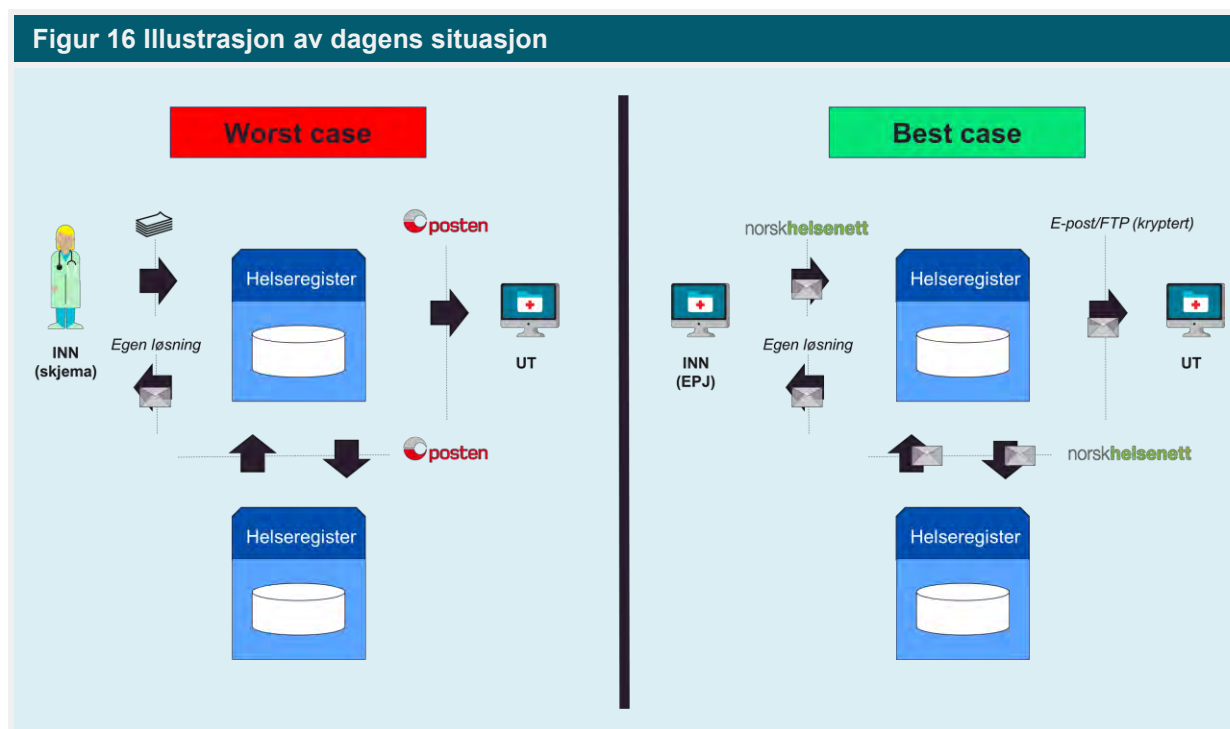 Figur 16 Illustrasjon av dagens situasjon
Worst case
posten
Helseregister
Egen løsning
INN
(skjema)
UT
posten
Helseregister
Best case
norskhelsenett
E-post/FTP (kryptert)
Helseregister
Egen løsning
INN
(EPJ)
UT
norskhelsenett
Helseregister